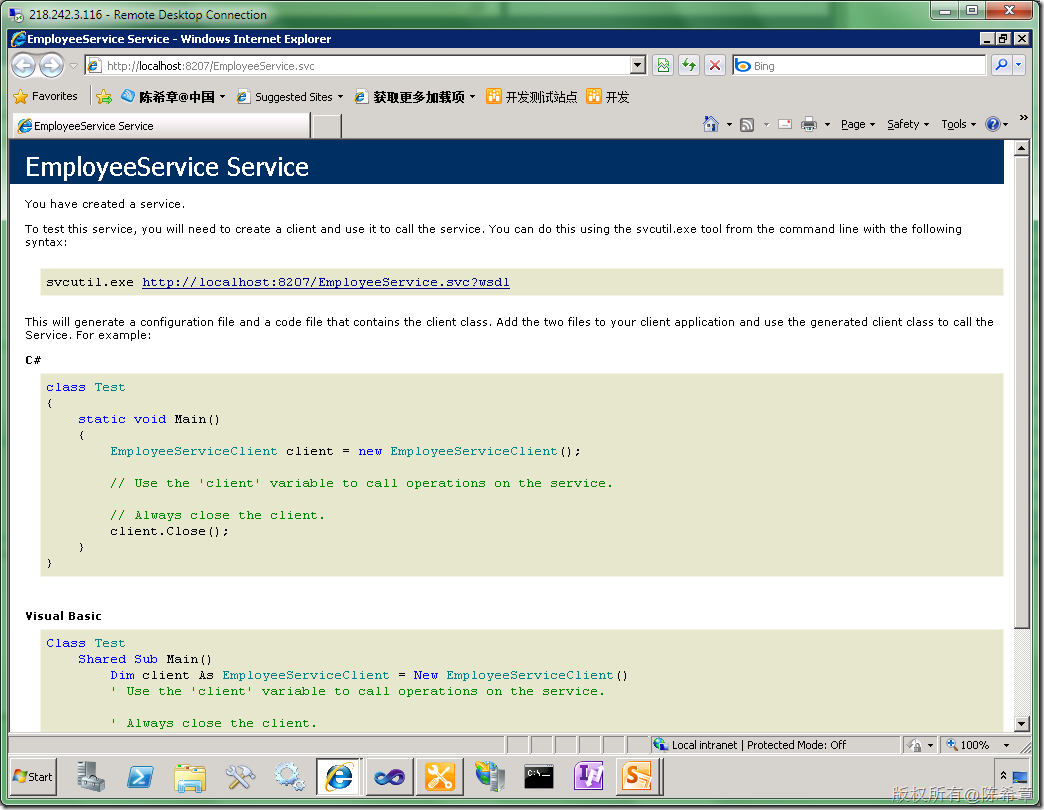 218.242.3.116 - Remote Desktop Connection
EmployeeService Service - Windows Internet Explorer
http://localhost:8207/EmployeeService.svc
Bing
Favorites 陈希章@中国 Suggested Sites 获取更多加载项 开发测试站点 开发
EmployeeService Service
Page Safety Tools
EmployeeService Service
You have created a service.
To test this service, you will need to create a client and use it to call the service. You can do this using the svcutil.exe tool from the command line with the following
syntax:
svcutil.exe http://localhost:8207/EmployeeService.svc?wsdl
This will generate a configuration file and a code file that contains the client class. Add the two files to your client application and use the generated client class to call the
Service. For example:
C#
class Test
{
static void Main()
{
EmployeeServiceClient client = new EmployeeServiceClient();
// Use the 'client' variable to call operations on the service.
// Always close the client.
client.Close();
}
}
Visual Basic
Class Test
Shared Sub Main()
Dim client As EmployeeServiceClient = New EmployeeServiceClient()
' Use the 'client' variable to call operations on the service.
' Always close the client.
Local intranet | Protected Mode: Off
100%
Start
版权所有@陈希章